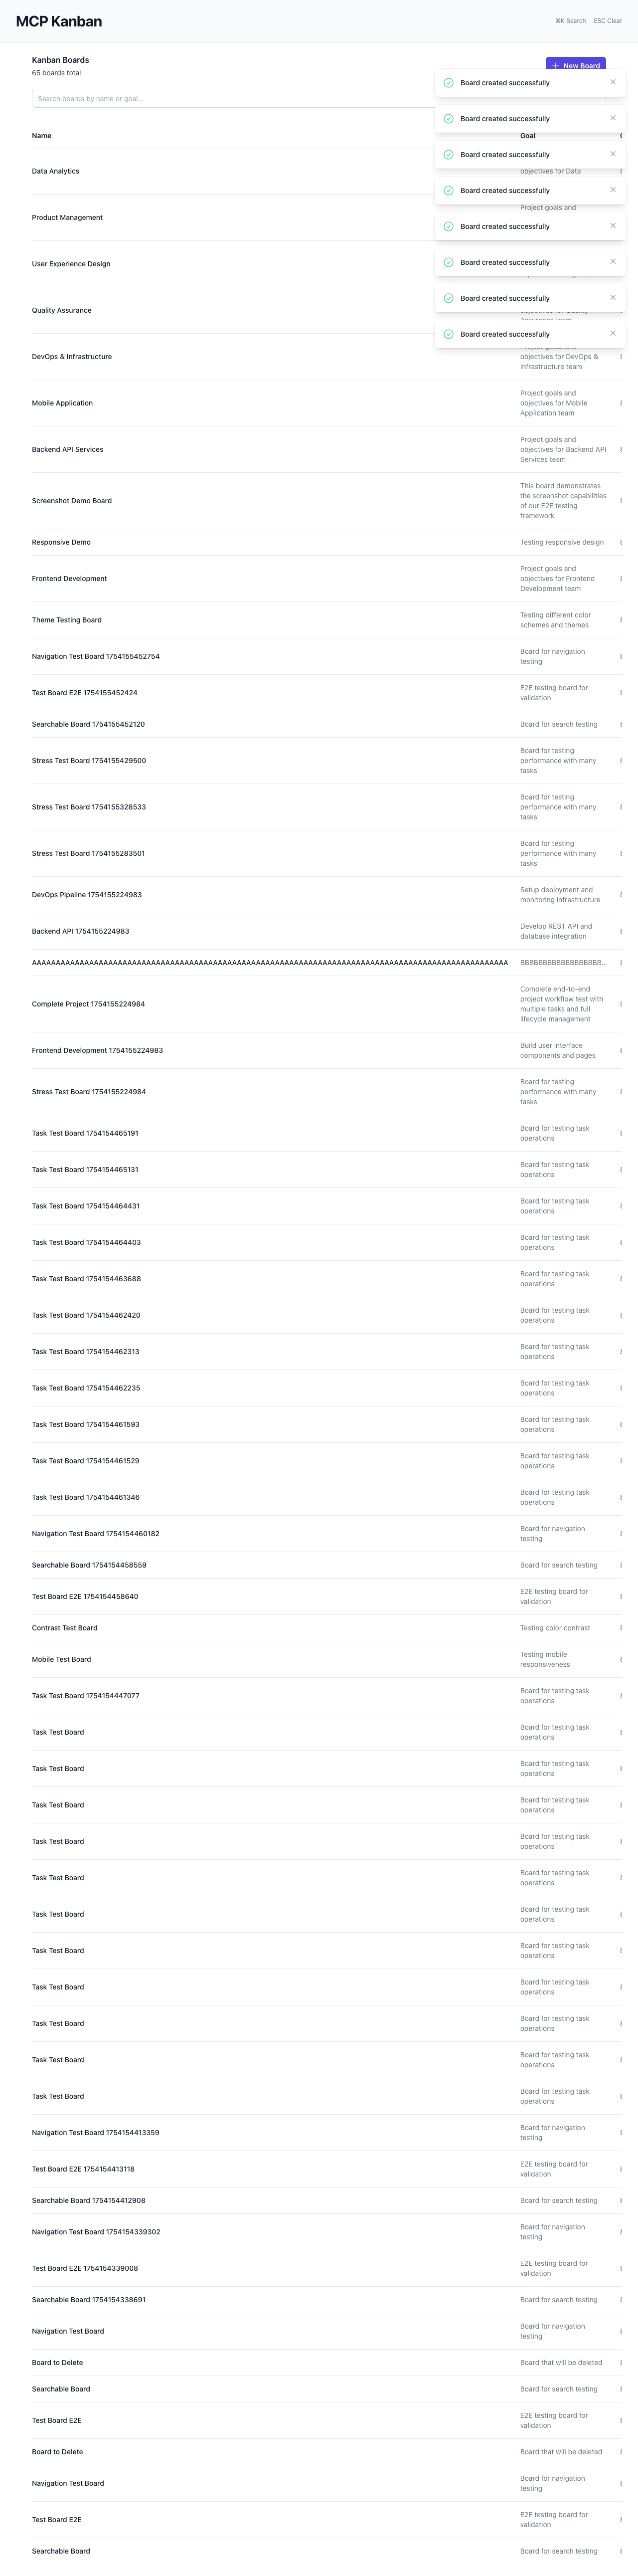 MCP Kanban
⌘K Search ESC Clear
Kanban Boards
65 boards total
New Board
Search boards by name or goal...
Board created successfully
Board created successfully
Board created successfully
Board created successfully
Board created successfully
Board created successfully
Board created successfully
Board created successfully
Name Goal
Data Analytics
objectives for Data
Product Management
Project goals and
User Experience Design
Quality Assurance
DevOps & Infrastructure
objectives for DevOps &
Infrastructure team
Mobile Application
Project goals and
objectives for Mobile
Application team
Backend API Services
Project goals and
objectives for Backend API
Services team
Screenshot Demo Board
This board demonstrates
the screenshot capabilities
of our E2E testing
framework
Responsive Demo
Testing responsive design
Frontend Development
Project goals and
objectives for Frontend
Development team
Theme Testing Board
Testing different color
schemes and themes
Navigation Test Board 1754155452754
Board for navigation
testing
Test Board E2E 1754155452424
E2E testing board for
validation
Searchable Board 1754155452120
Board for search testing
Stress Test Board 1754155429500
Board for testing
performance with many
tasks
Stress Test Board 1754155328533
Board for testing
performance with many
tasks
Stress Test Board 1754155283501
Board for testing
performance with many
tasks
DevOps Pipeline 1754155224983
Setup deployment and
monitoring infrastructure
Backend API 1754155224983
Develop REST API and
database integration
Complete Project 1754155224984
Complete end-to-end
project workflow test with
multiple tasks and full
lifecycle management
Frontend Development 1754155224983
Build user interface
components and pages
Stress Test Board 1754155224984
Board for testing
performance with many
tasks
Task Test Board 1754154465191
Board for testing task
operations
Task Test Board 1754154465131
Board for testing task
operations
Task Test Board 1754154464431
Board for testing task
operations
Task Test Board 1754154464403
Board for testing task
operations
Task Test Board 1754154463688
Board for testing task
operations
Task Test Board 1754154462420
Board for testing task
operations
Task Test Board 1754154462313
Board for testing task
operations
Task Test Board 1754154462235
Board for testing task
operations
Task Test Board 1754154461593
Board for testing task
operations
Task Test Board 1754154461529
Board for testing task
operations
Task Test Board 1754154461346
Board for testing task
operations
Navigation Test Board 1754154460182
Board for navigation
testing
Searchable Board 1754154458559
Board for search testing
Test Board E2E 1754154458640
E2E testing board for
validation
Contrast Test Board
Testing color contrast
Mobile Test Board
Testing mobile
responsiveness
Task Test Board 1754154447077
Board for testing task
operations
Task Test Board
Board for testing task
operations
Task Test Board
Board for testing task
operations
Task Test Board
Board for testing task
operations
Task Test Board
Board for testing task
operations
Task Test Board
Board for testing task
operations
Task Test Board
Board for testing task
operations
Task Test Board
Board for testing task
operations
Task Test Board
Board for testing task
operations
Task Test Board
Board for testing task
operations
Task Test Board
Board for testing task
operations
Task Test Board
Board for testing task
operations
Navigation Test Board 1754154413359
Board for navigation
testing
Test Board E2E 1754154413118
E2E testing board for
validation
Searchable Board 1754154412908
Board for search testing
Navigation Test Board 1754154339302
Board for navigation
testing
Test Board E2E 1754154339008
E2E testing board for
validation
Searchable Board 1754154338691
Board for search testing
Navigation Test Board
Board for navigation
testing
Board to Delete
Board that will be deleted
Searchable Board
Board for search testing
Test Board E2E
E2E testing board for
validation
Board to Delete
Board that will be deleted
Navigation Test Board
Board for navigation
testing
Test Board E2E
E2E testing board for
validation
Searchable Board
Board for search testing